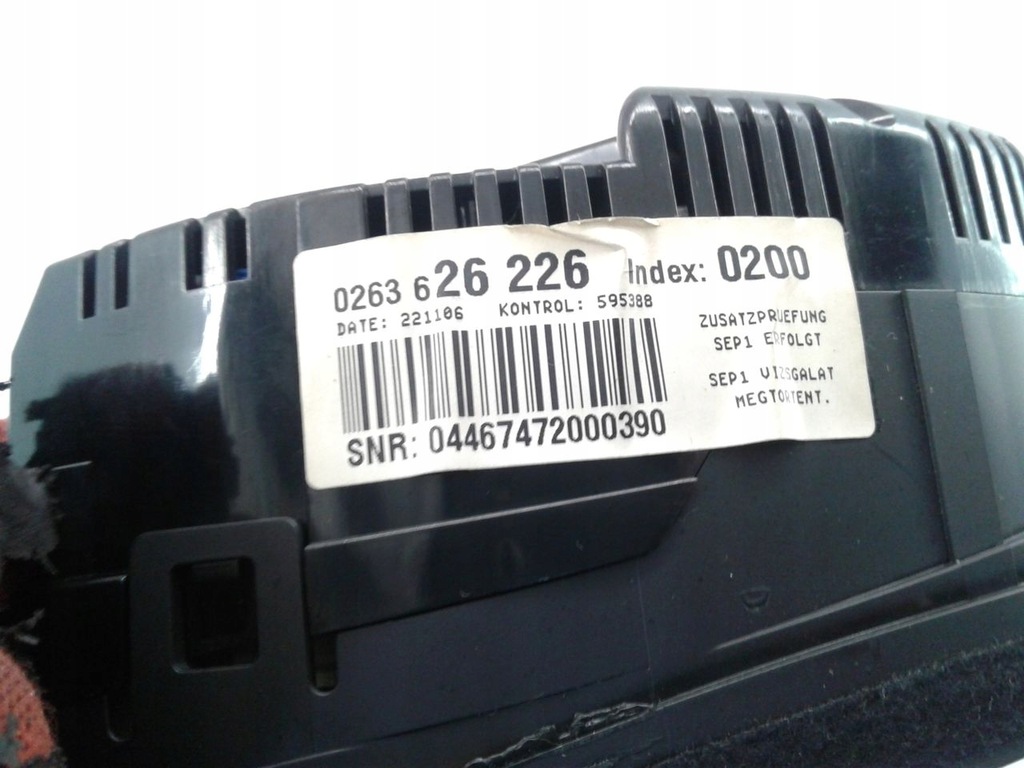 0263 626 226 Index: 0200
DATE: 221106 KONTROL: 595388
ZUSATZPRUEFUNG
SEP1 ERFOLGT
SEP1 VIZSGALAT
MEGTORTENT.
SNR: 04467472000390